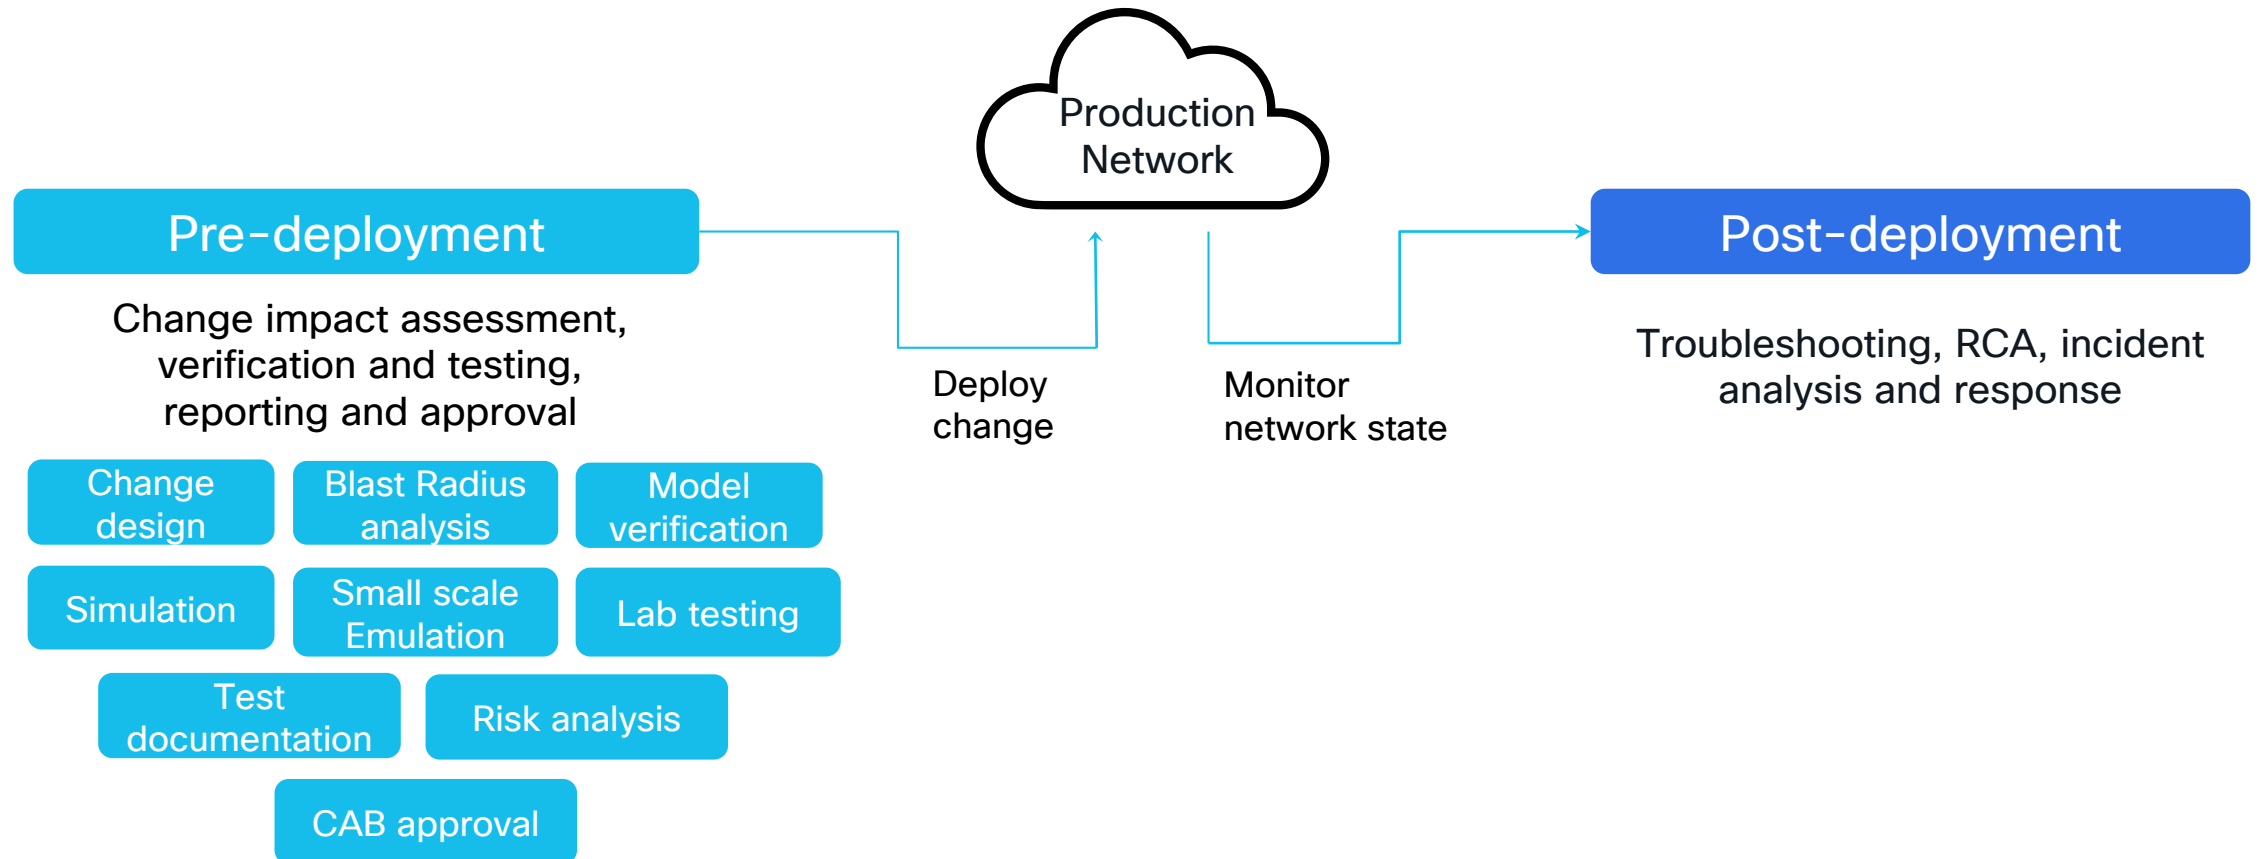 Production
Network
Pre-deployment
Post-deployment
Change impact assessment,
verification and testing,
reporting and approval
Deploy
change
Monitor
network state
Troubleshooting, RCA, incident
analysis and response
Change
design
Blast Radius
analysis
Model
verification
Simulation
Small scale
Emulation
Lab testing
Test
documentation
Risk analysis
CAB approval